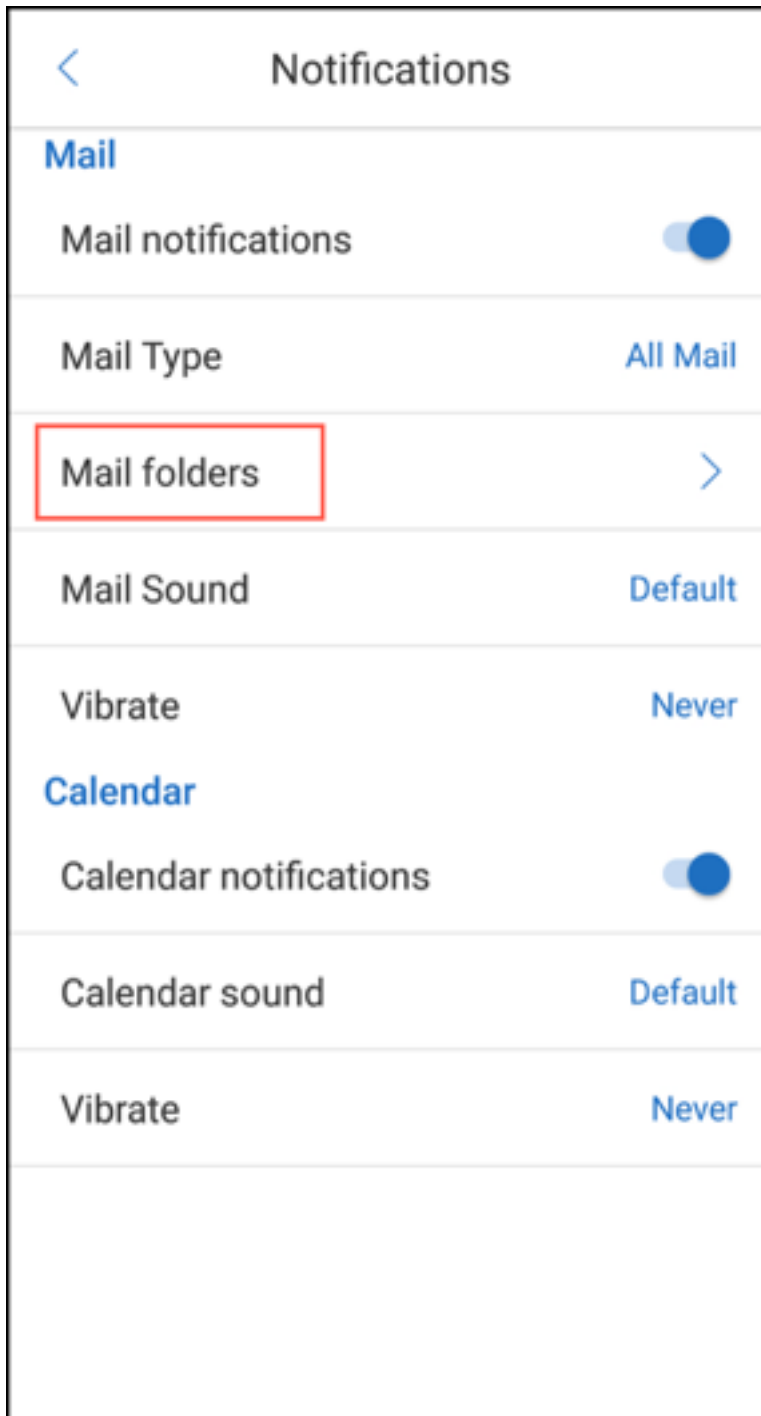 Notifications
Mail
Mail notifications
Mail Type All Mail
Mail folders
Mail Sound Default
Vibrate Never
Calendar
Calendar notifications
Calendar sound Default
Vibrate Never